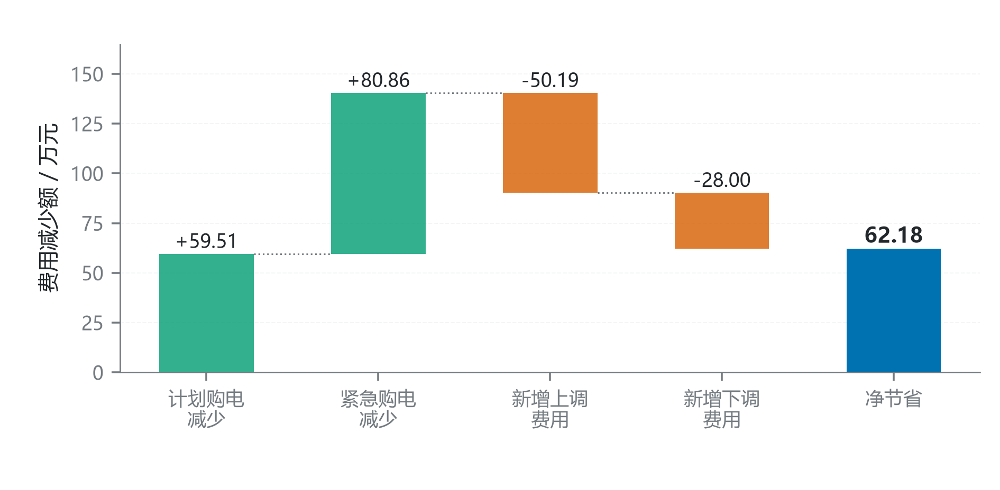 费用减少额 / 万元
150
125
100
75
50
25
0
+59.51
+80.86
-50.19
-28.00
62.18
计划购电
减少
紧急购电
减少
新增上调
费用
新增下调
费用
净节省